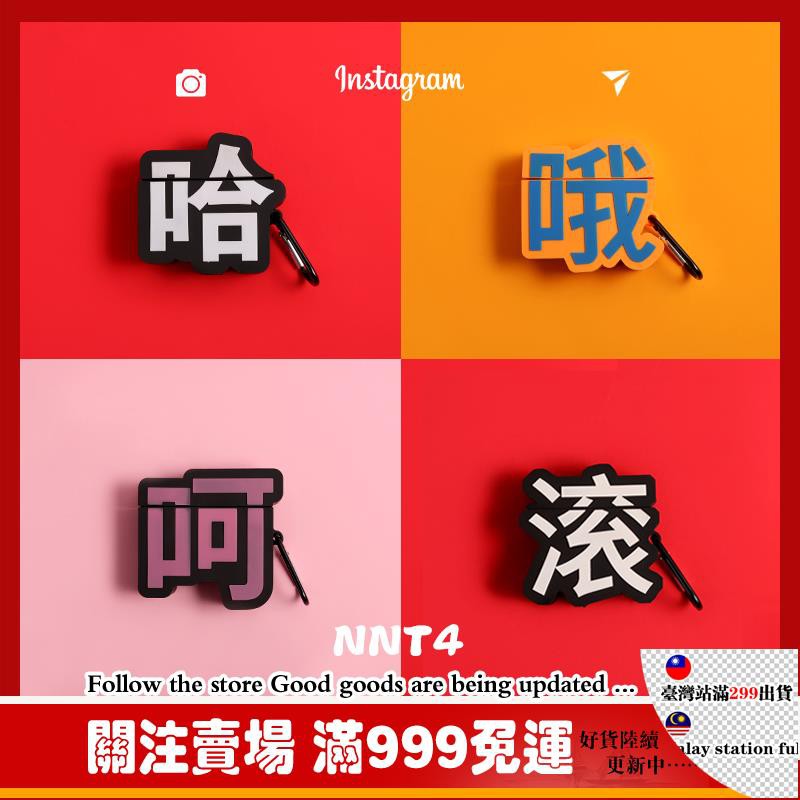 Instagram
哈
哦
呵
滚
NNT4
Follow the store Good goods are being updated ...
臺灣站滿299出貨
關注賣場 滿999免運
好貨陸續
更新中······
alay station ful